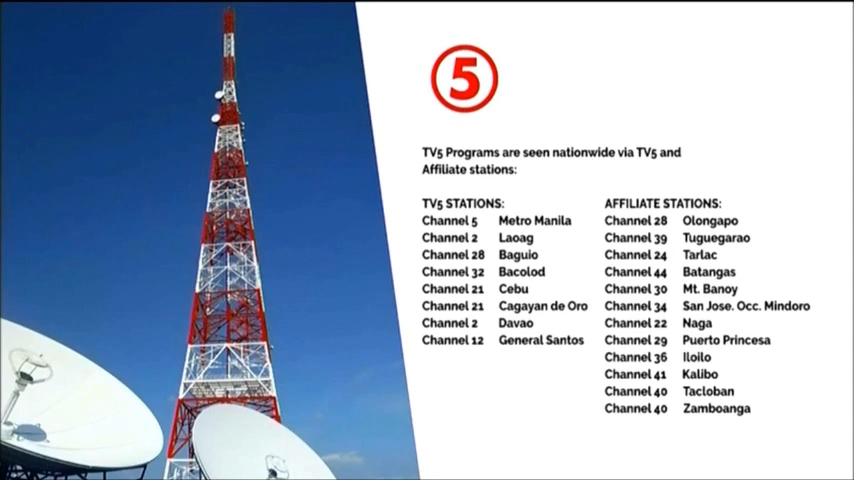 5
TV5 Programs are seen nationwide via TV5 and
Affiliate stations:
TV5 STATIONS:
Channel 5 Metro Manila
Channel 2 Laoag
Channel 28 Baguio
Channel 32 Bacolod
Channel 21 Cebu
Channel 21 Cagayan de Oro
Channel 2 Davao
Channel 12 General Santos
AFFILIATE STATIONS:
Channel 28 Olongapo
Channel 39 Tuguegarao
Channel 24 Tarlac
Channel 44 Batangas
Channel 30 Mt. Banoy
Channel 34 San Jose. Occ. Mindoro
Channel 22 Naga
Channel 29 Puerto Princesa
Channel 36 Iloilo
Channel 41 Kalibo
Channel 40 Tacloban
Channel 40 Zamboanga